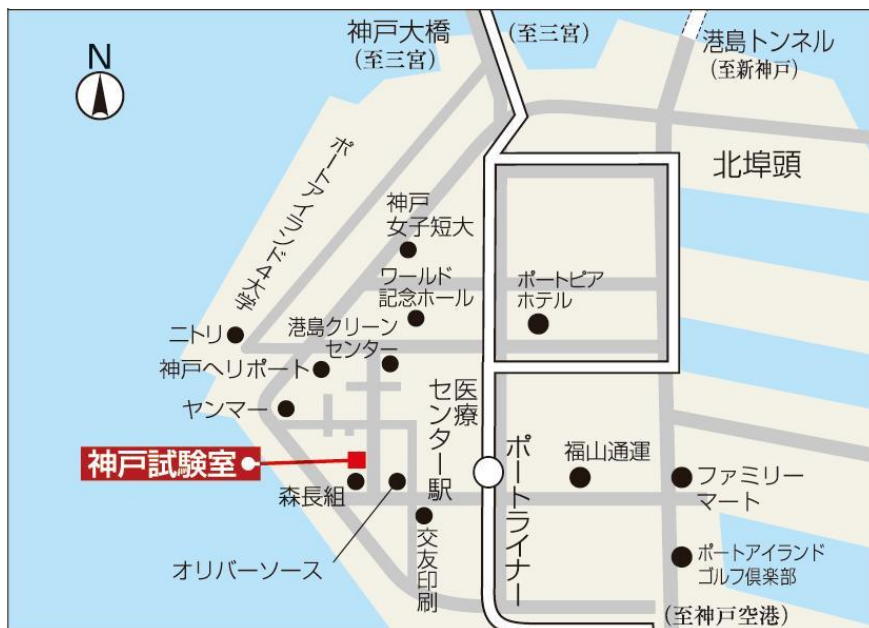 神戸大橋
(至三宮)
(至三宮)
港島トンネル
(至新神戸)
N
北埠頭
ポートアイランド4大学
神戸
女子短大
ワールド
記念ホール
ポートピア
ホテル
港島クリーン
センター
ニトリ
神戸ヘリポート
ヤンマー
医療
センター駅
ポートライナー
神戸試験室
森長組
オリバーソース
交友印刷
福山通運
ファミリー
マート
ポートアイランド
ゴルフ倶楽部
(至神戸空港)